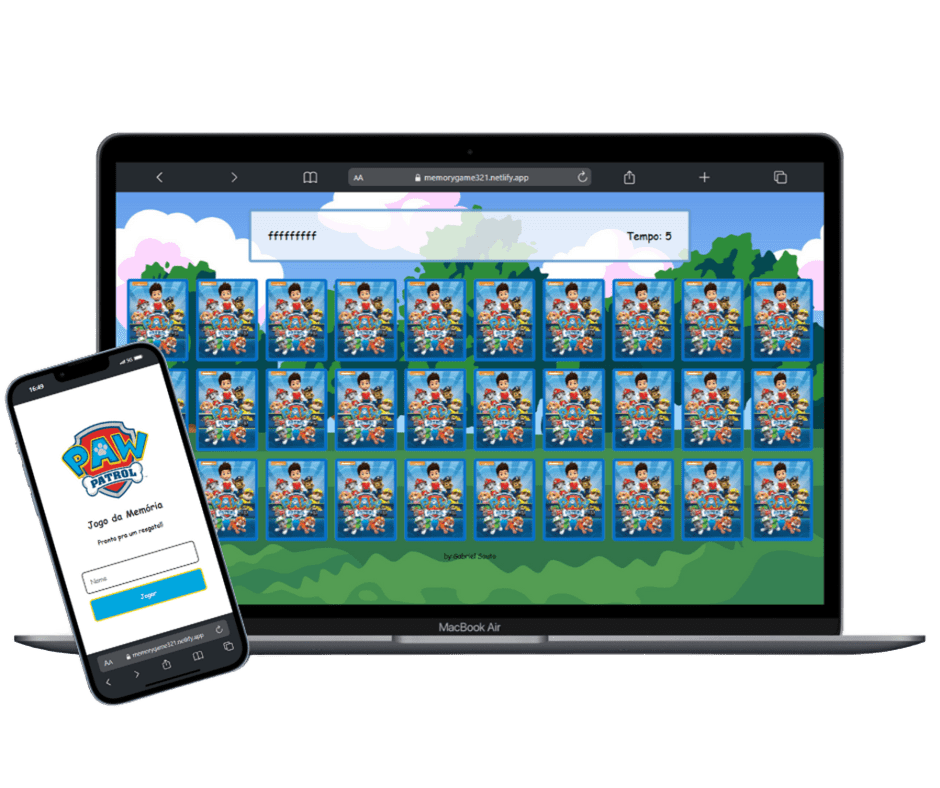 AA memorygame321.netlify.app
fffffffff
Tempo: 5
by Gabriel Souto
MacBook Air
16:49
5G
PAW
PATROL
Jogo da Memória
Pronto pra um resgate!!
Nome
Jogar
AA memorygame321.netlify.app